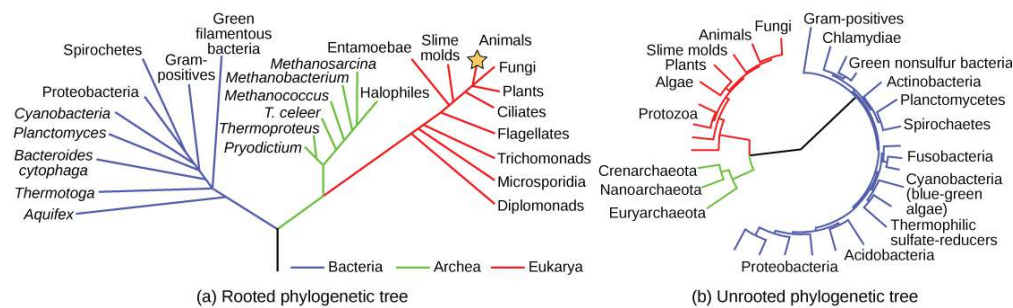 Green
filamentous
bacteria
Spirochetes
Gram-
positives
Proteobacteria
Cyanobacteria
Planctomyces
Bacteroides
cytophaga
Thermotoga
Aquifex
Entamoebae
Slime
molds
Animals
Methanosarcina
Methanobacterium
Methanococcus
Halophiles
T. celeer
Thermoproteus
Pryodictium
Fungi
Plants
Ciliates
Flagellates
Trichomonads
Microsporidia
Diplomonads
Bacteria
Archea
Eukarya
(a) Rooted phylogenetic tree
Fungi
Animals
Slime molds
Plants
Algae
Protozoa
Crenarchaeota
Nanoarchaeota
Euryarchaeota
Gram-positives
Chlamydiae
Green nonsulfur bacteria
Actinobacteria
Planctomycetes
Spirochaetes
Fusobacteria
Cyanobacteria
(blue-green
algae)
Thermophilic
sulfate-reducers
Acidobacteria
Proteobacteria
(b) Unrooted phylogenetic tree